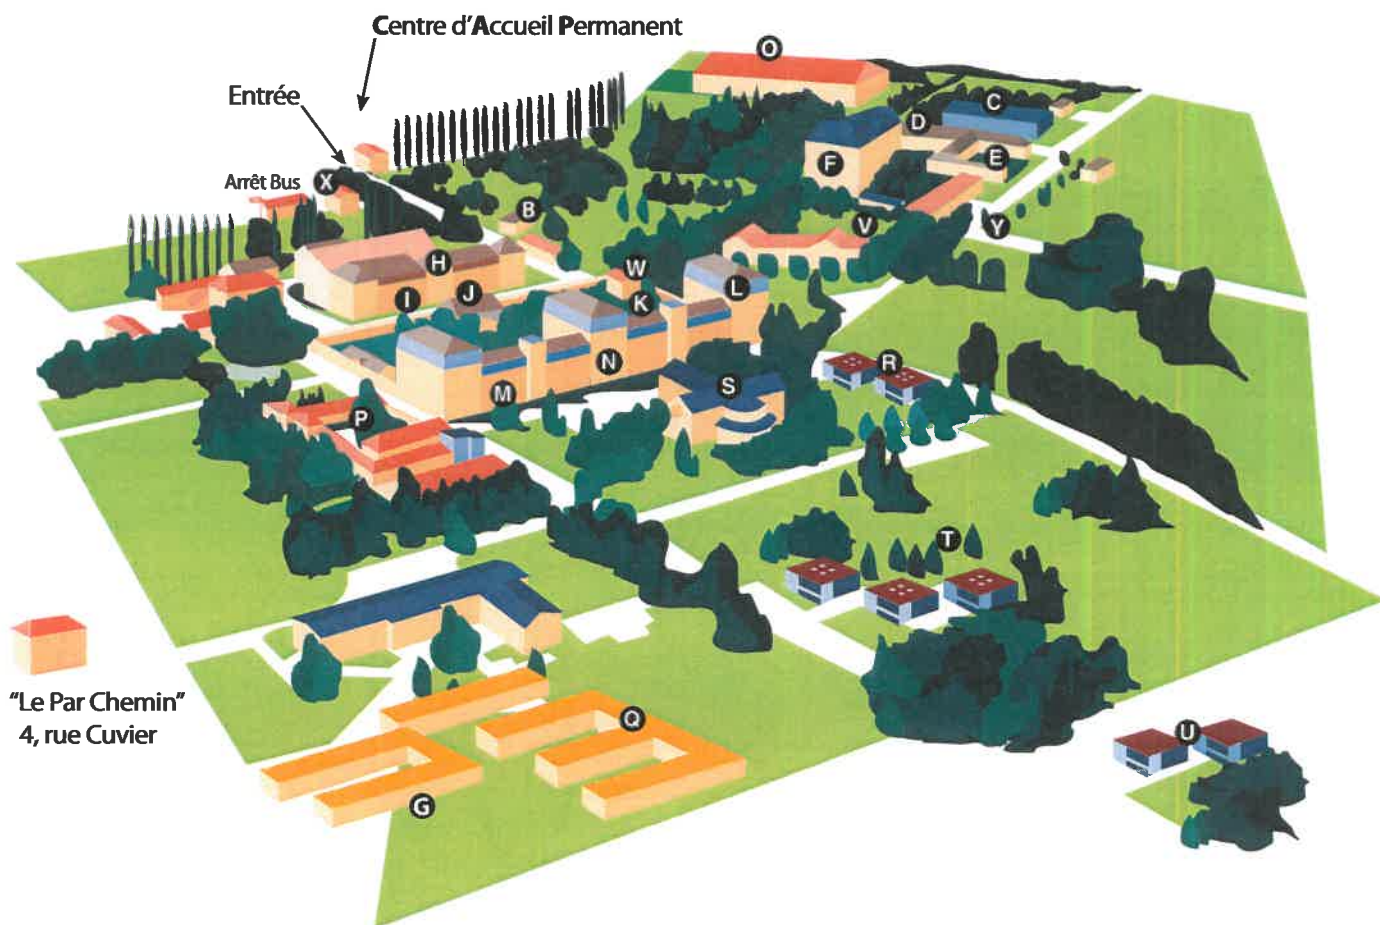 Centre d'Accueil Permanent
Entrée
Arrêt Bus
X
O
C
D
E
F
B
V
Y
H
W
I
J
K
L
N
M
S
R
P
T
"Le Par Chemin"
4, rue Cuvier
Q
U
G